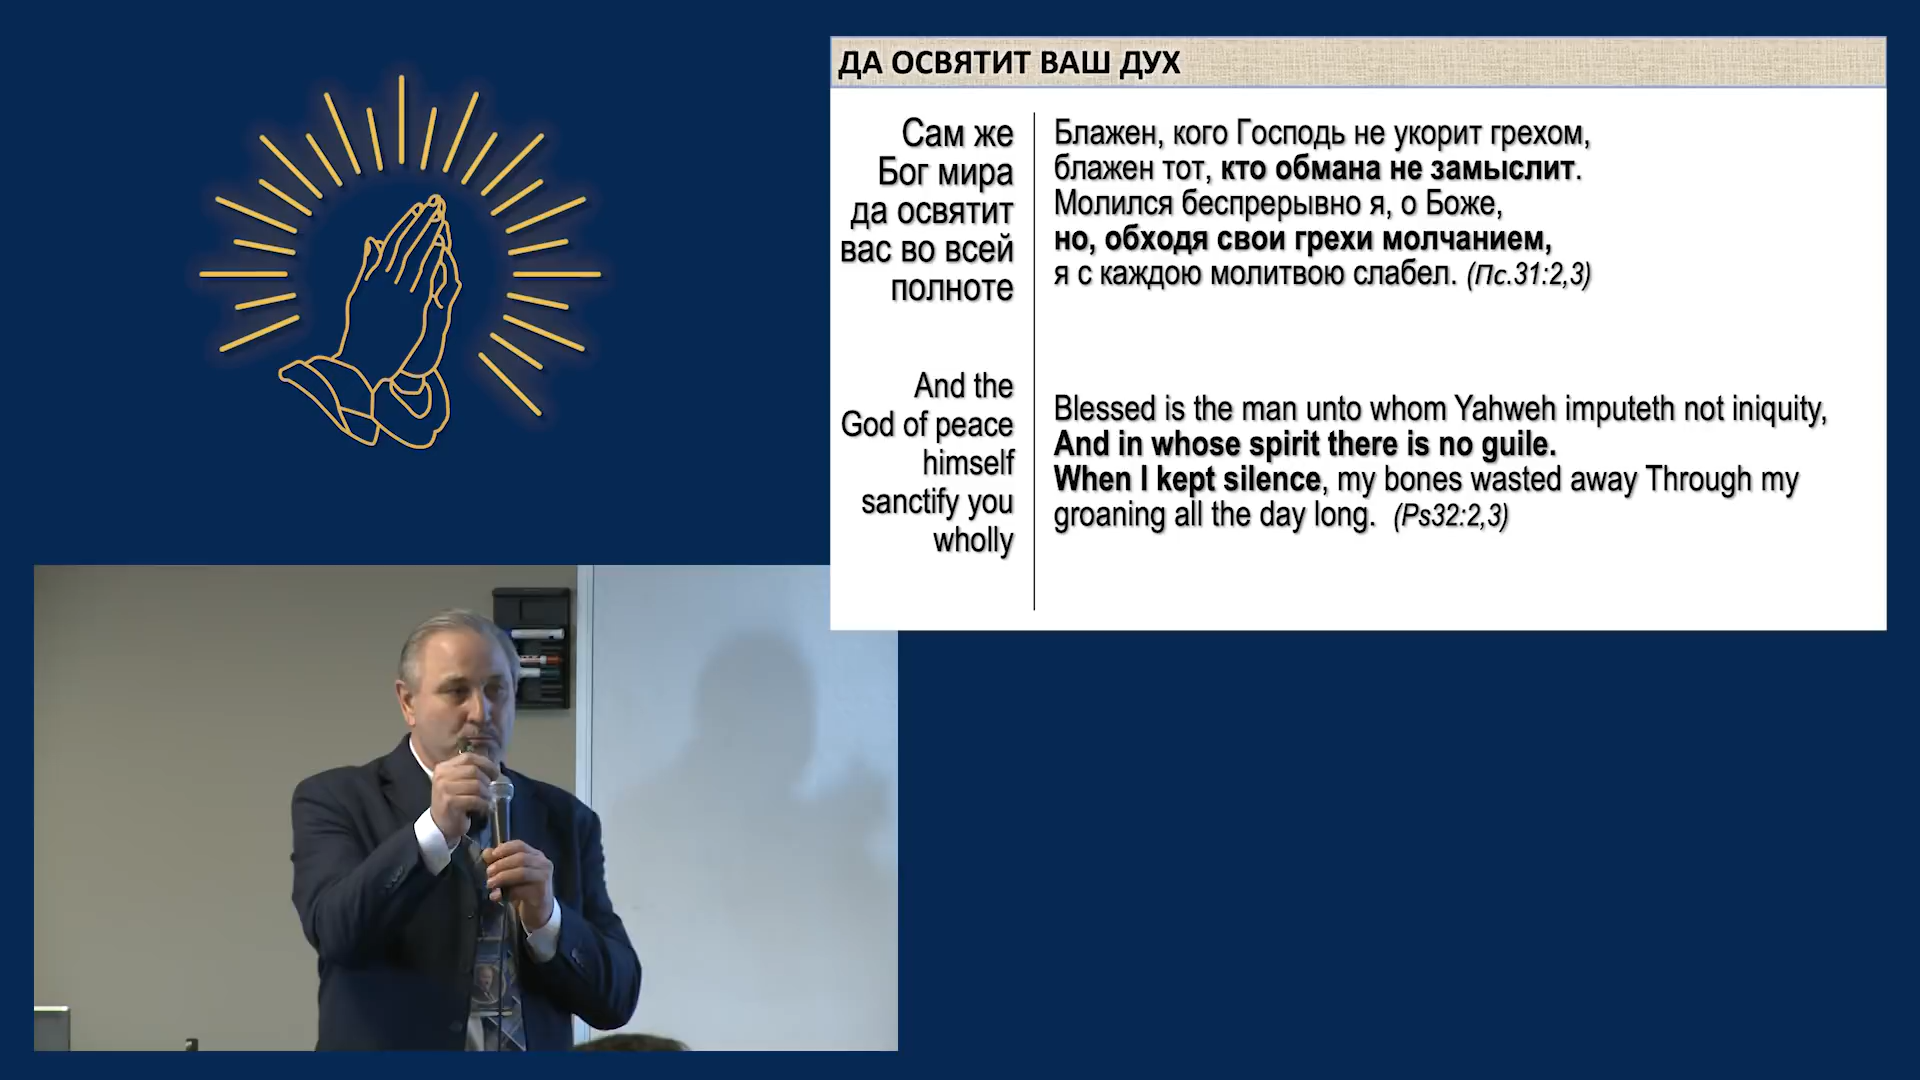 ДА ОСВЯТИТ ВАШ ДУХ
Сам же
Бог мира
да освятит
вас во всей
полноте
And the
God of peace
himself
sanctify you
wholly
Блажен, кого Господь не укорит грехом,
блажен тот, кто обмана не замыслит.
Молился беспрерывно я, о Боже,
но, обходя свои грехи молчанием,
я с каждою молитвою слабел. (Пс.31:2,3)
Blessed is the man unto whom Yahweh imputeth not iniquity,
And in whose spirit there is no guile.
When I kept silence, my bones wasted away Through my
groaning all the day long. (Ps32:2,3)